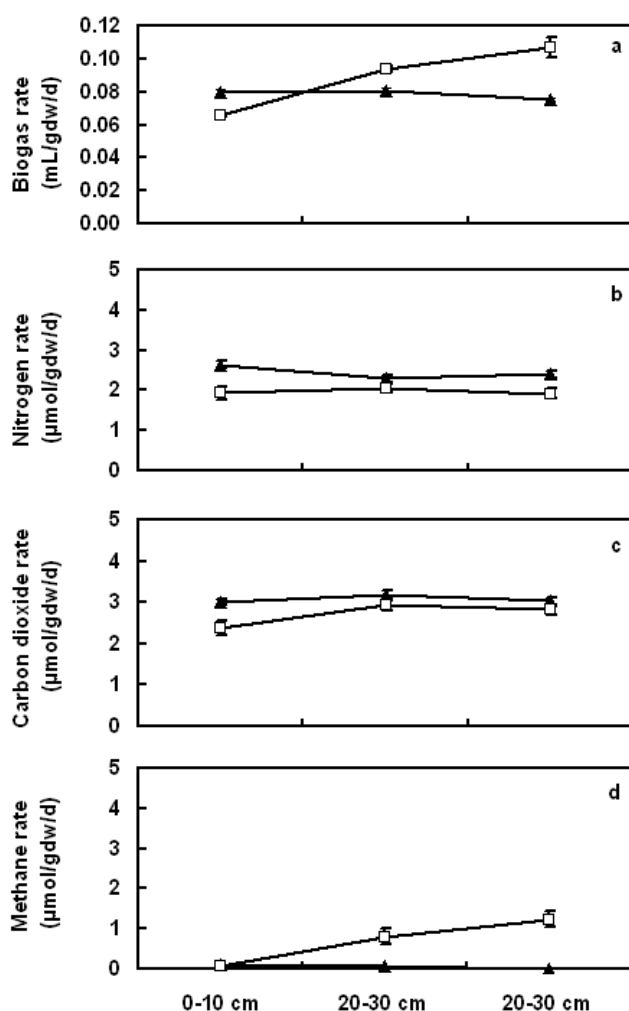 Biogas rate
(mL/gdw/d)
0.12
0.10
0.08
0.06
0.04
0.02
0.00
a
Nitrogen rate
(µmol/gdw/d)
5
4
3
2
1
0
b
Carbon dioxide rate
(µmol/gdw/d)
5
4
3
2
1
0
c
Methane rate
(µmol/gdw/d)
5
4
3
2
1
0
d
0-10 cm 20-30 cm 20-30 cm